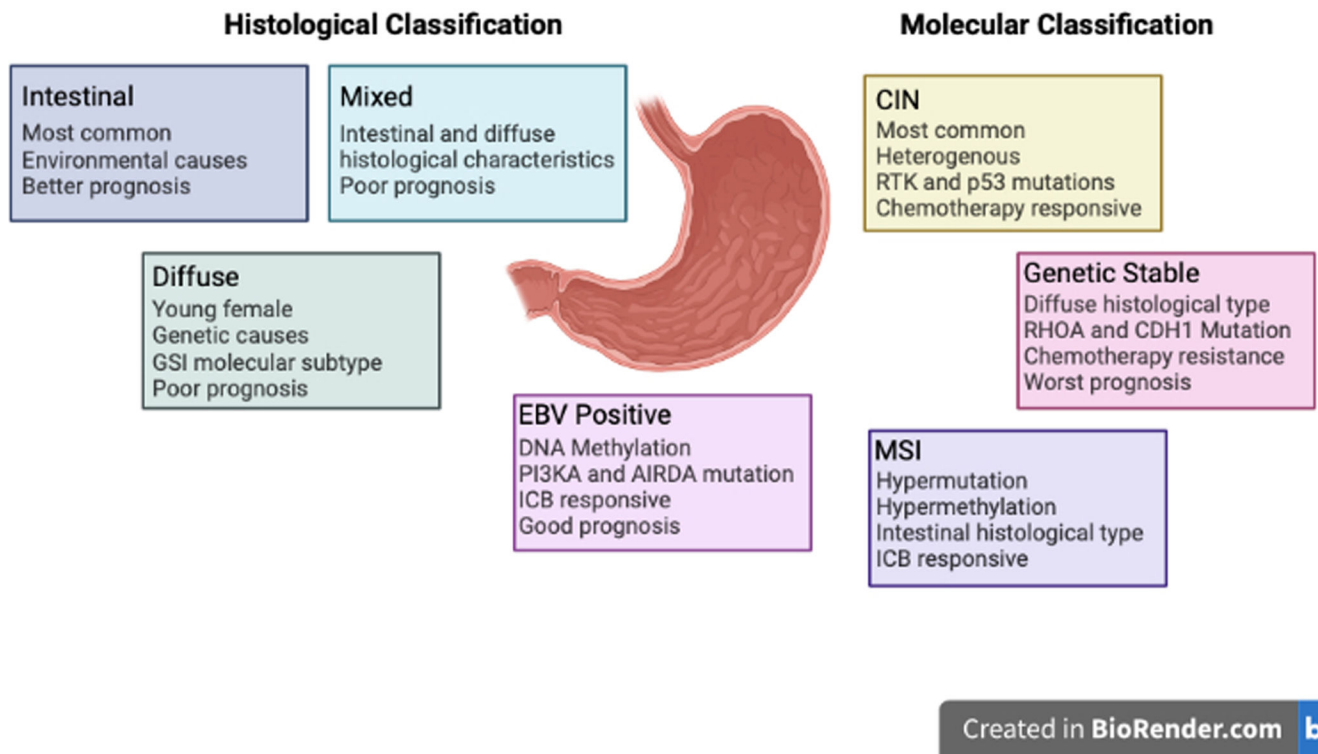 Histological Classification
Molecular Classification
Intestinal
Most common
Environmental causes
Better prognosis
Mixed
Intestinal and diffuse
histological characteristics
Poor prognosis
CIN
Most common
Heterogenous
RTK and p53 mutations
Chemotherapy responsive
Diffuse
Young female
Genetic causes
GSI molecular subtype
Poor prognosis
Genetic Stable
Diffuse histological type
RHOA and CDH1 Mutation
Chemotherapy resistance
Worst prognosis
EBV Positive
DNA Methylation
PI3KA and AIRDA mutation
ICB responsive
Good prognosis
MSI
Hypermutation
Hypermethylation
Intestinal histological type
ICB responsive
Created in BioRender.com
b